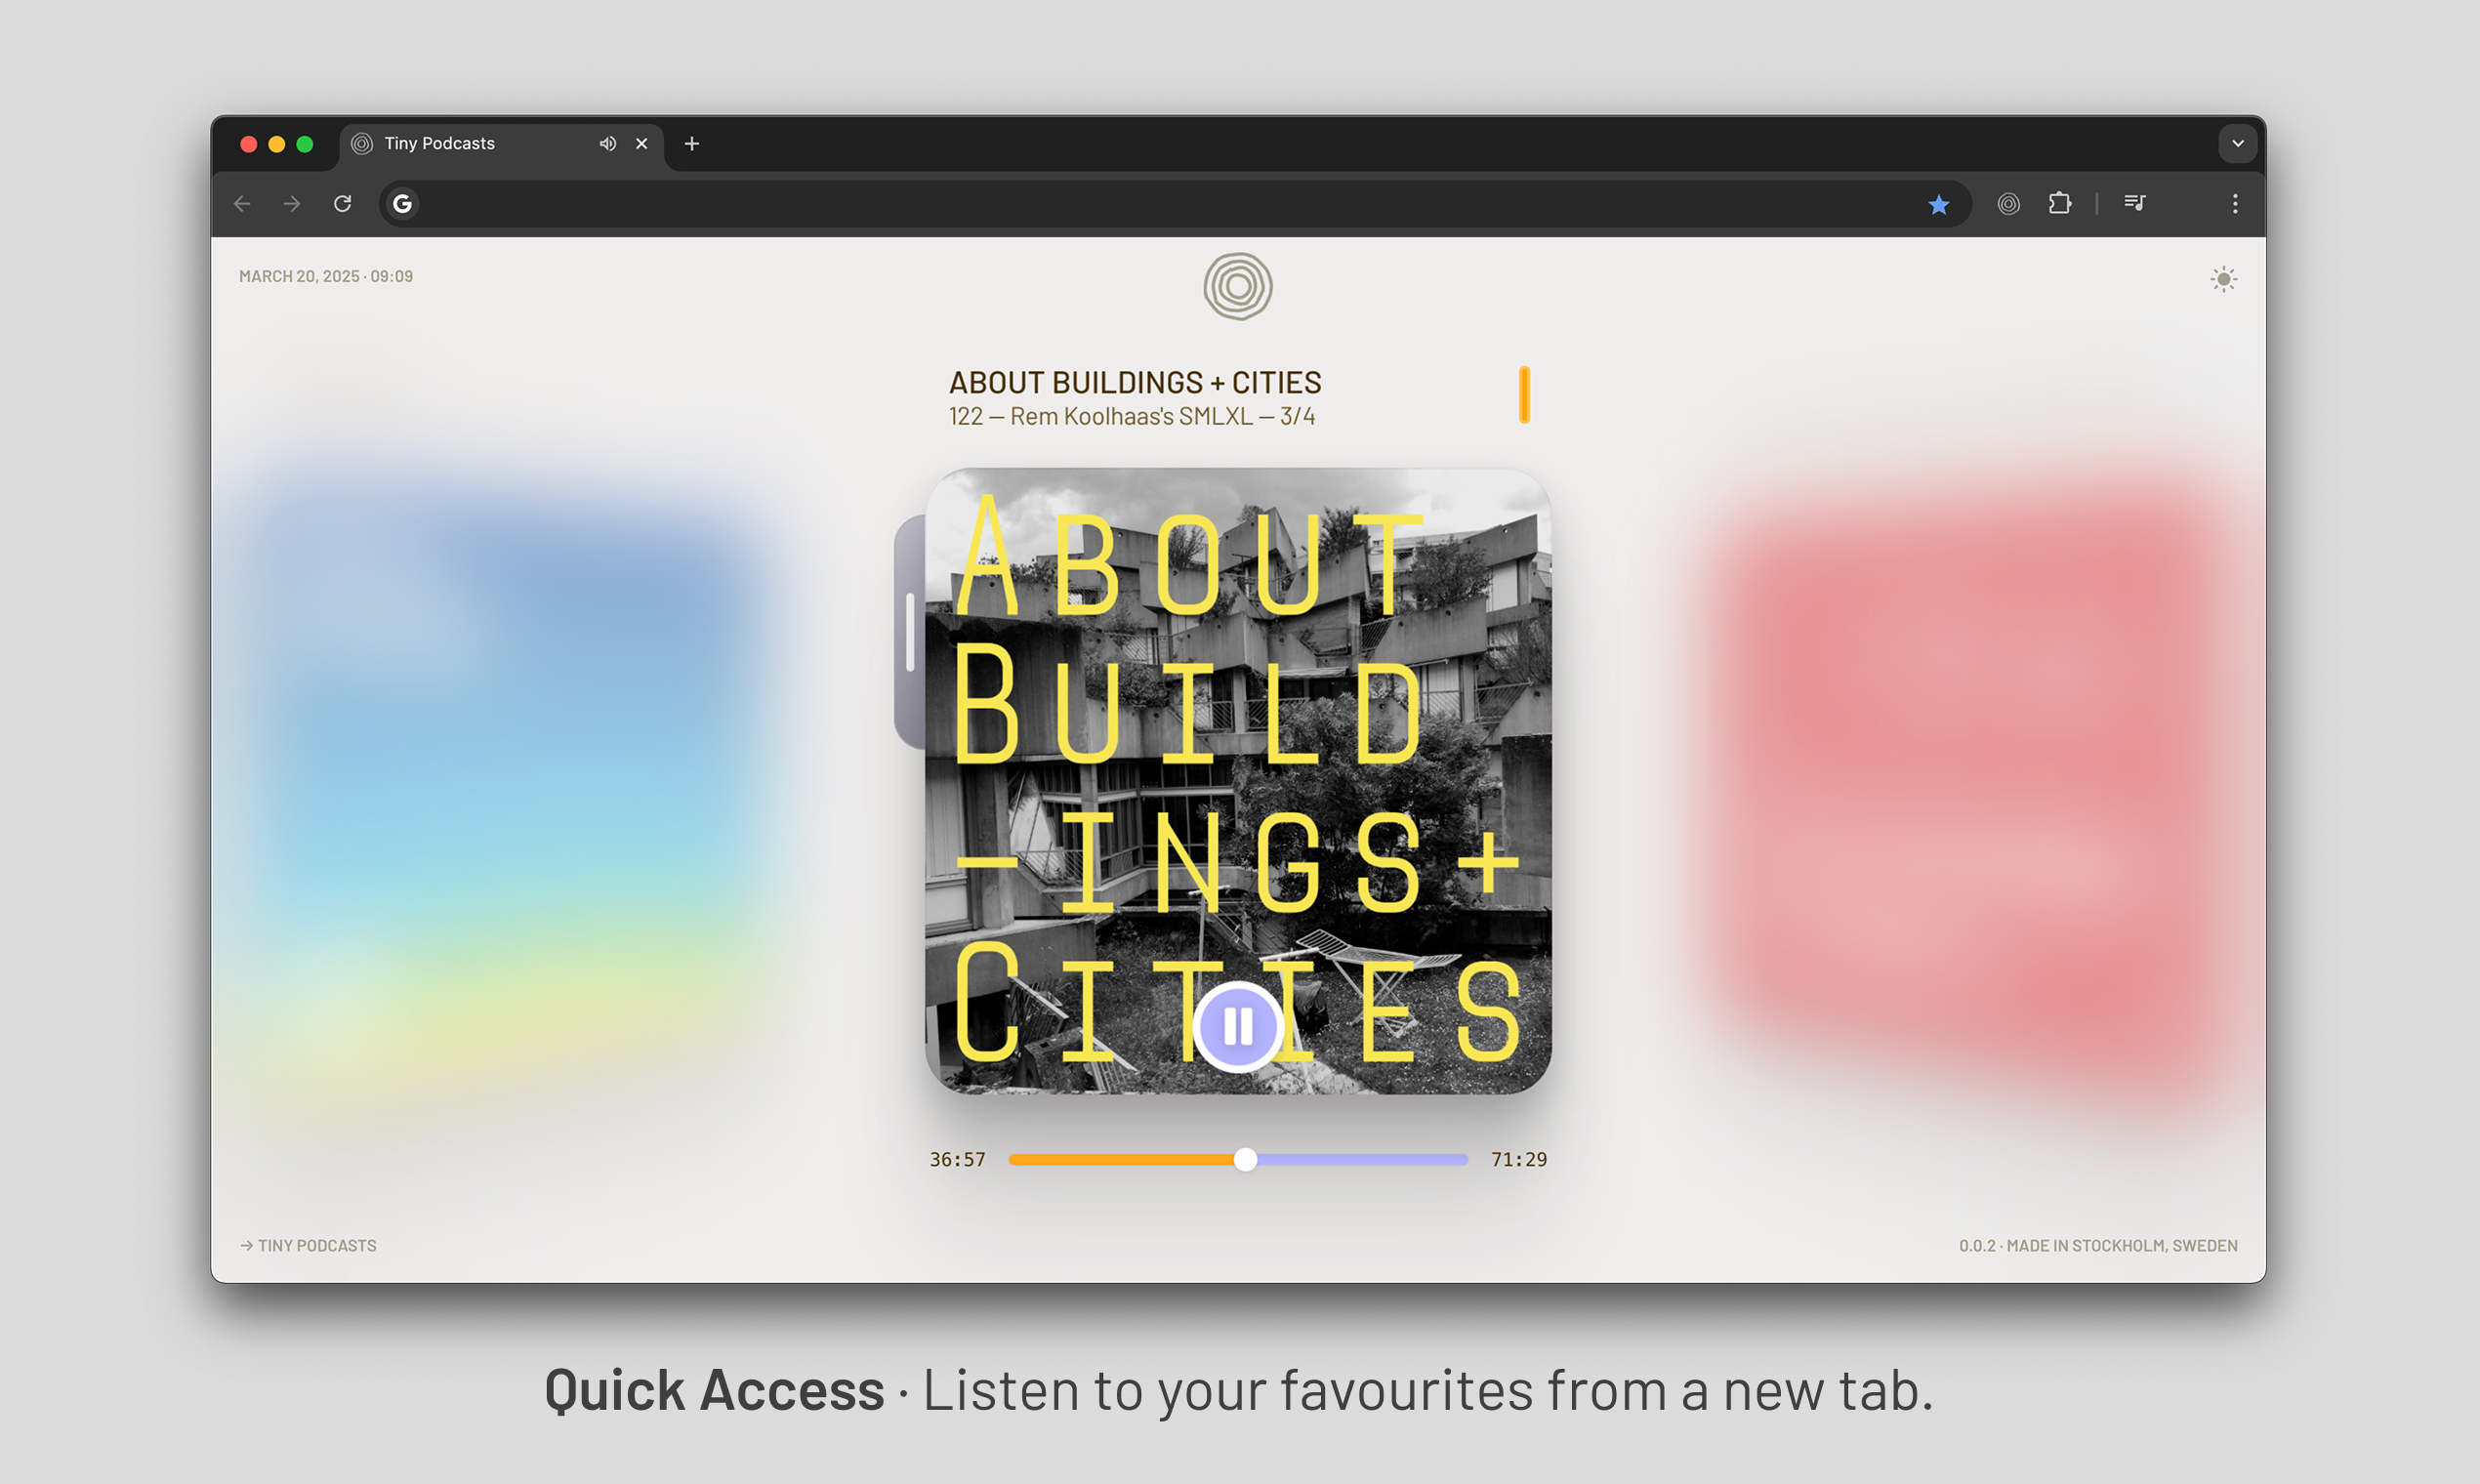 Tiny Podcasts
MARCH 20, 2025 · 09:09
ABOUT BUILDINGS + CITIES
122 — Rem Koolhaas's SMLXL — 3/4
ABOUT
BUILD
-INGS+
CITIES
36:57
71:29
→ TINY PODCASTS
0.0.2 · MADE IN STOCKHOLM, SWEDEN
Quick Access · Listen to your favourites from a new tab.